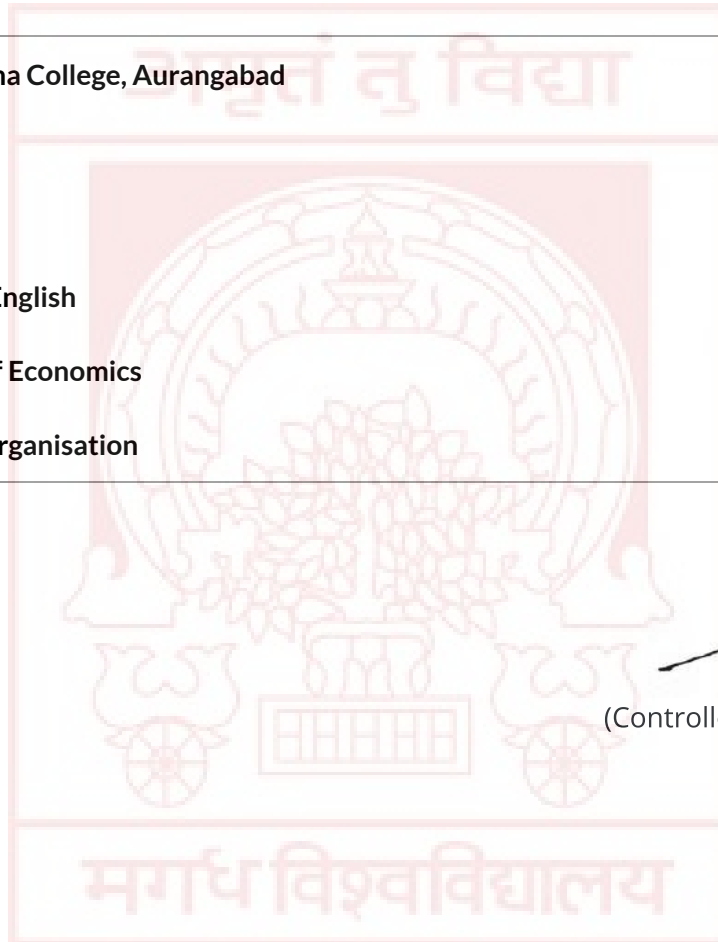 अमृतं तु विद्या
na College, Aurangabad
English
f Economics
rganisation
(Controll
मगध विश्वविद्यालय